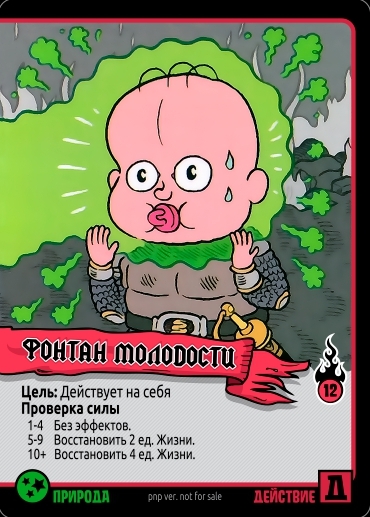 ФОНТАН МОЛОДОСТИ
12
Цель: Действует на себя
Проверка силы
1-4 Без эффектов.
5-9 Восстановить 2 ед. Жизни.
10+ Восстановить 4 ед. Жизни.
ПРИРОДА pnp ver. not for sale ДЕЙСТВИЕ Д